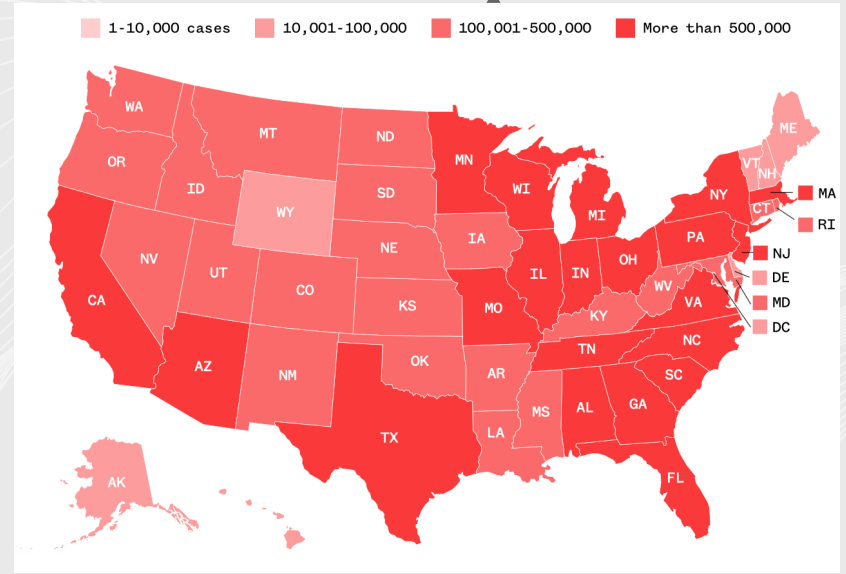 1-10,000 cases 10,001-100,000 100,001-500,000 More than 500,000
WA
MT
ND
MN
ME
OR
VT
NH
ID
SD
WI
NY
MA
WY
MI
CT
RI
IA
PA
NV
NE
NJ
UT
IL
IN
OH
DE
CO
WV
CA
KS
MO
VA
MD
KY
DC
TN
NC
AZ
NM
OK
AR
SC
MS
AL
GA
TX
LA
FL
AK